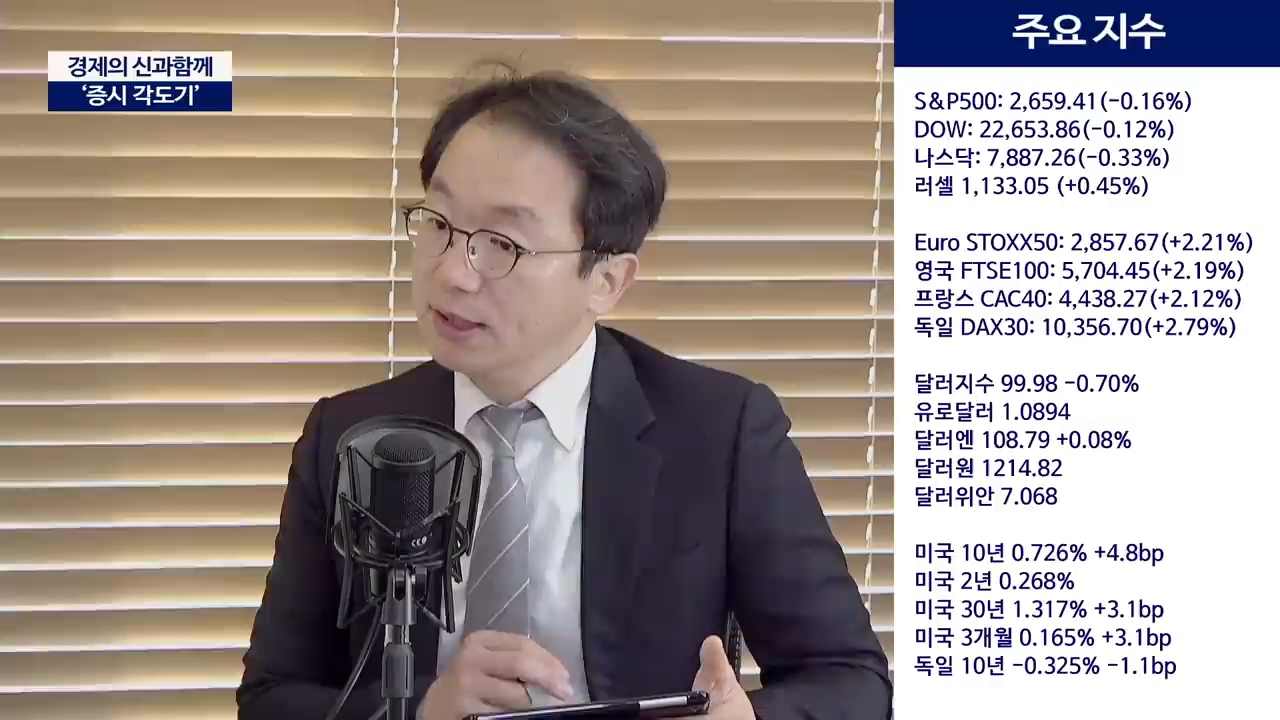 경제의 신과함께
‘증시 각도기’
주요 지수
S&P500: 2,659.41(-0.16%)
DOW: 22,653.86(-0.12%)
나스닥: 7,887.26(-0.33%)
러셀 1,133.05 (+0.45%)
Euro STOXX50: 2,857.67(+2.21%)
영국 FTSE100: 5,704.45(+2.19%)
프랑스 CAC40: 4,438.27(+2.12%)
독일 DAX30: 10,356.70(+2.79%)
달러지수 99.98 -0.70%
유로달러 1.0894
달러엔 108.79 +0.08%
달러원 1214.82
달러위안 7.068
미국 10년 0.726% +4.8bp
미국 2년 0.268%
미국 30년 1.317% +3.1bp
미국 3개월 0.165% +3.1bp
독일 10년 -0.325% -1.1bp